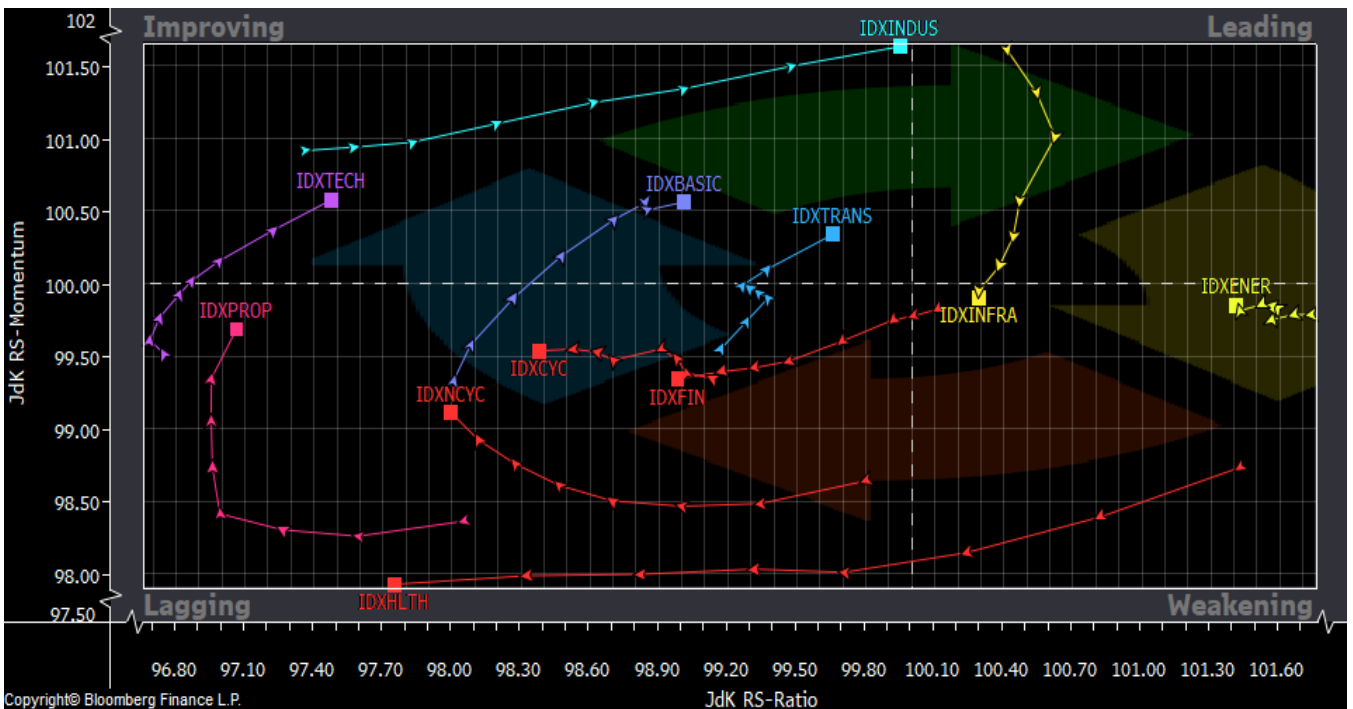 102
Improving
IDXINDUS
Leading
101.50
101.00
IDXTECH
IDXBASIC
100.50
IDXTRANS
100.00
IDXPROP
IDXENER
IDXINFRA
99.50
IDXCYC
IDXNCYC
IDXFIN
99.00
98.50
98.00
IDXHLTH
97.50
Lagging
Weakening
JdK RS-Momentum
96.80 97.10 97.40 97.70 98.00 98.30 98.60 98.90 99.20 99.50 99.80 100.10 100.40 100.70 101.00 101.30 101.60
Copyright© Bloomberg Finance L.P.
JdK RS-Ratio